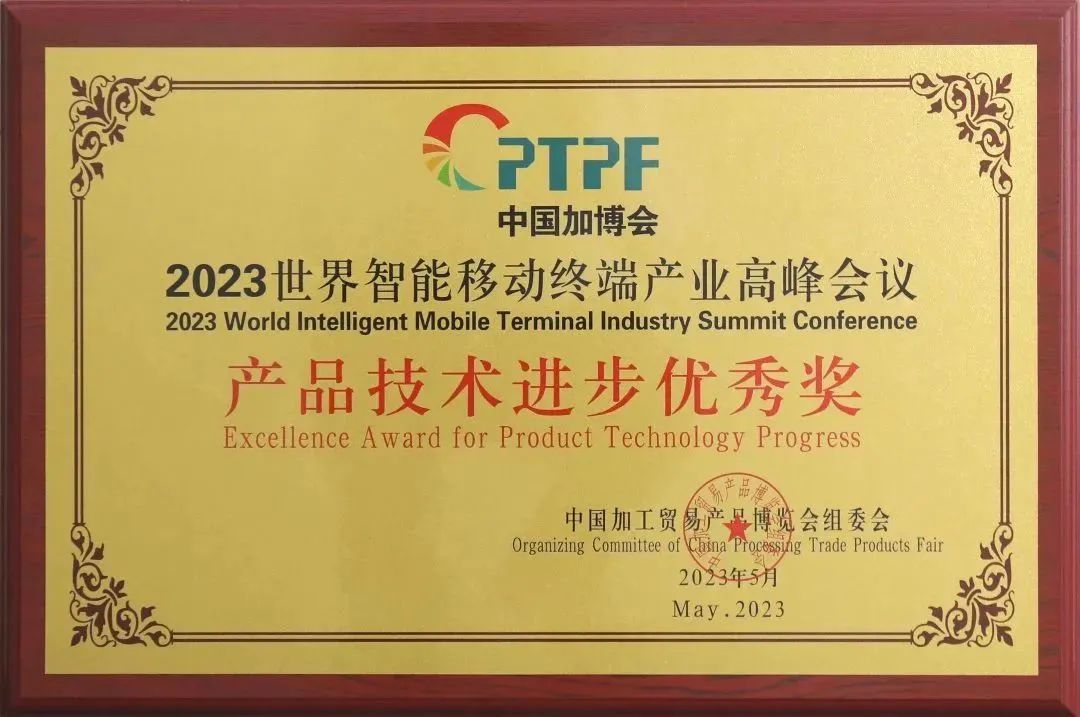 CPTPF
中国加博会
2023世界智能移动终端产业高峰会议
2023 World Intelligent Mobile Terminal Industry Summit Conference
产品技术进步优秀奖
Excellence Award for Product Technology Progress
中国加工贸易产品博览会组委会
Organizing Committee of China Processing Trade Products Fair
2023年5月
May.2023